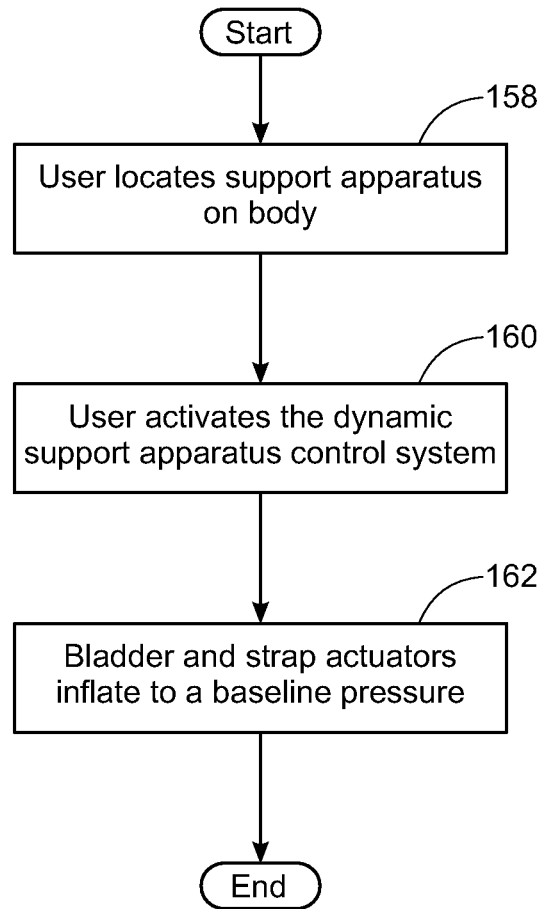 Start
158
User locates support apparatus
on body
160
User activates the dynamic
support apparatus control system
162
Bladder and strap actuators
inflate to a baseline pressure
End